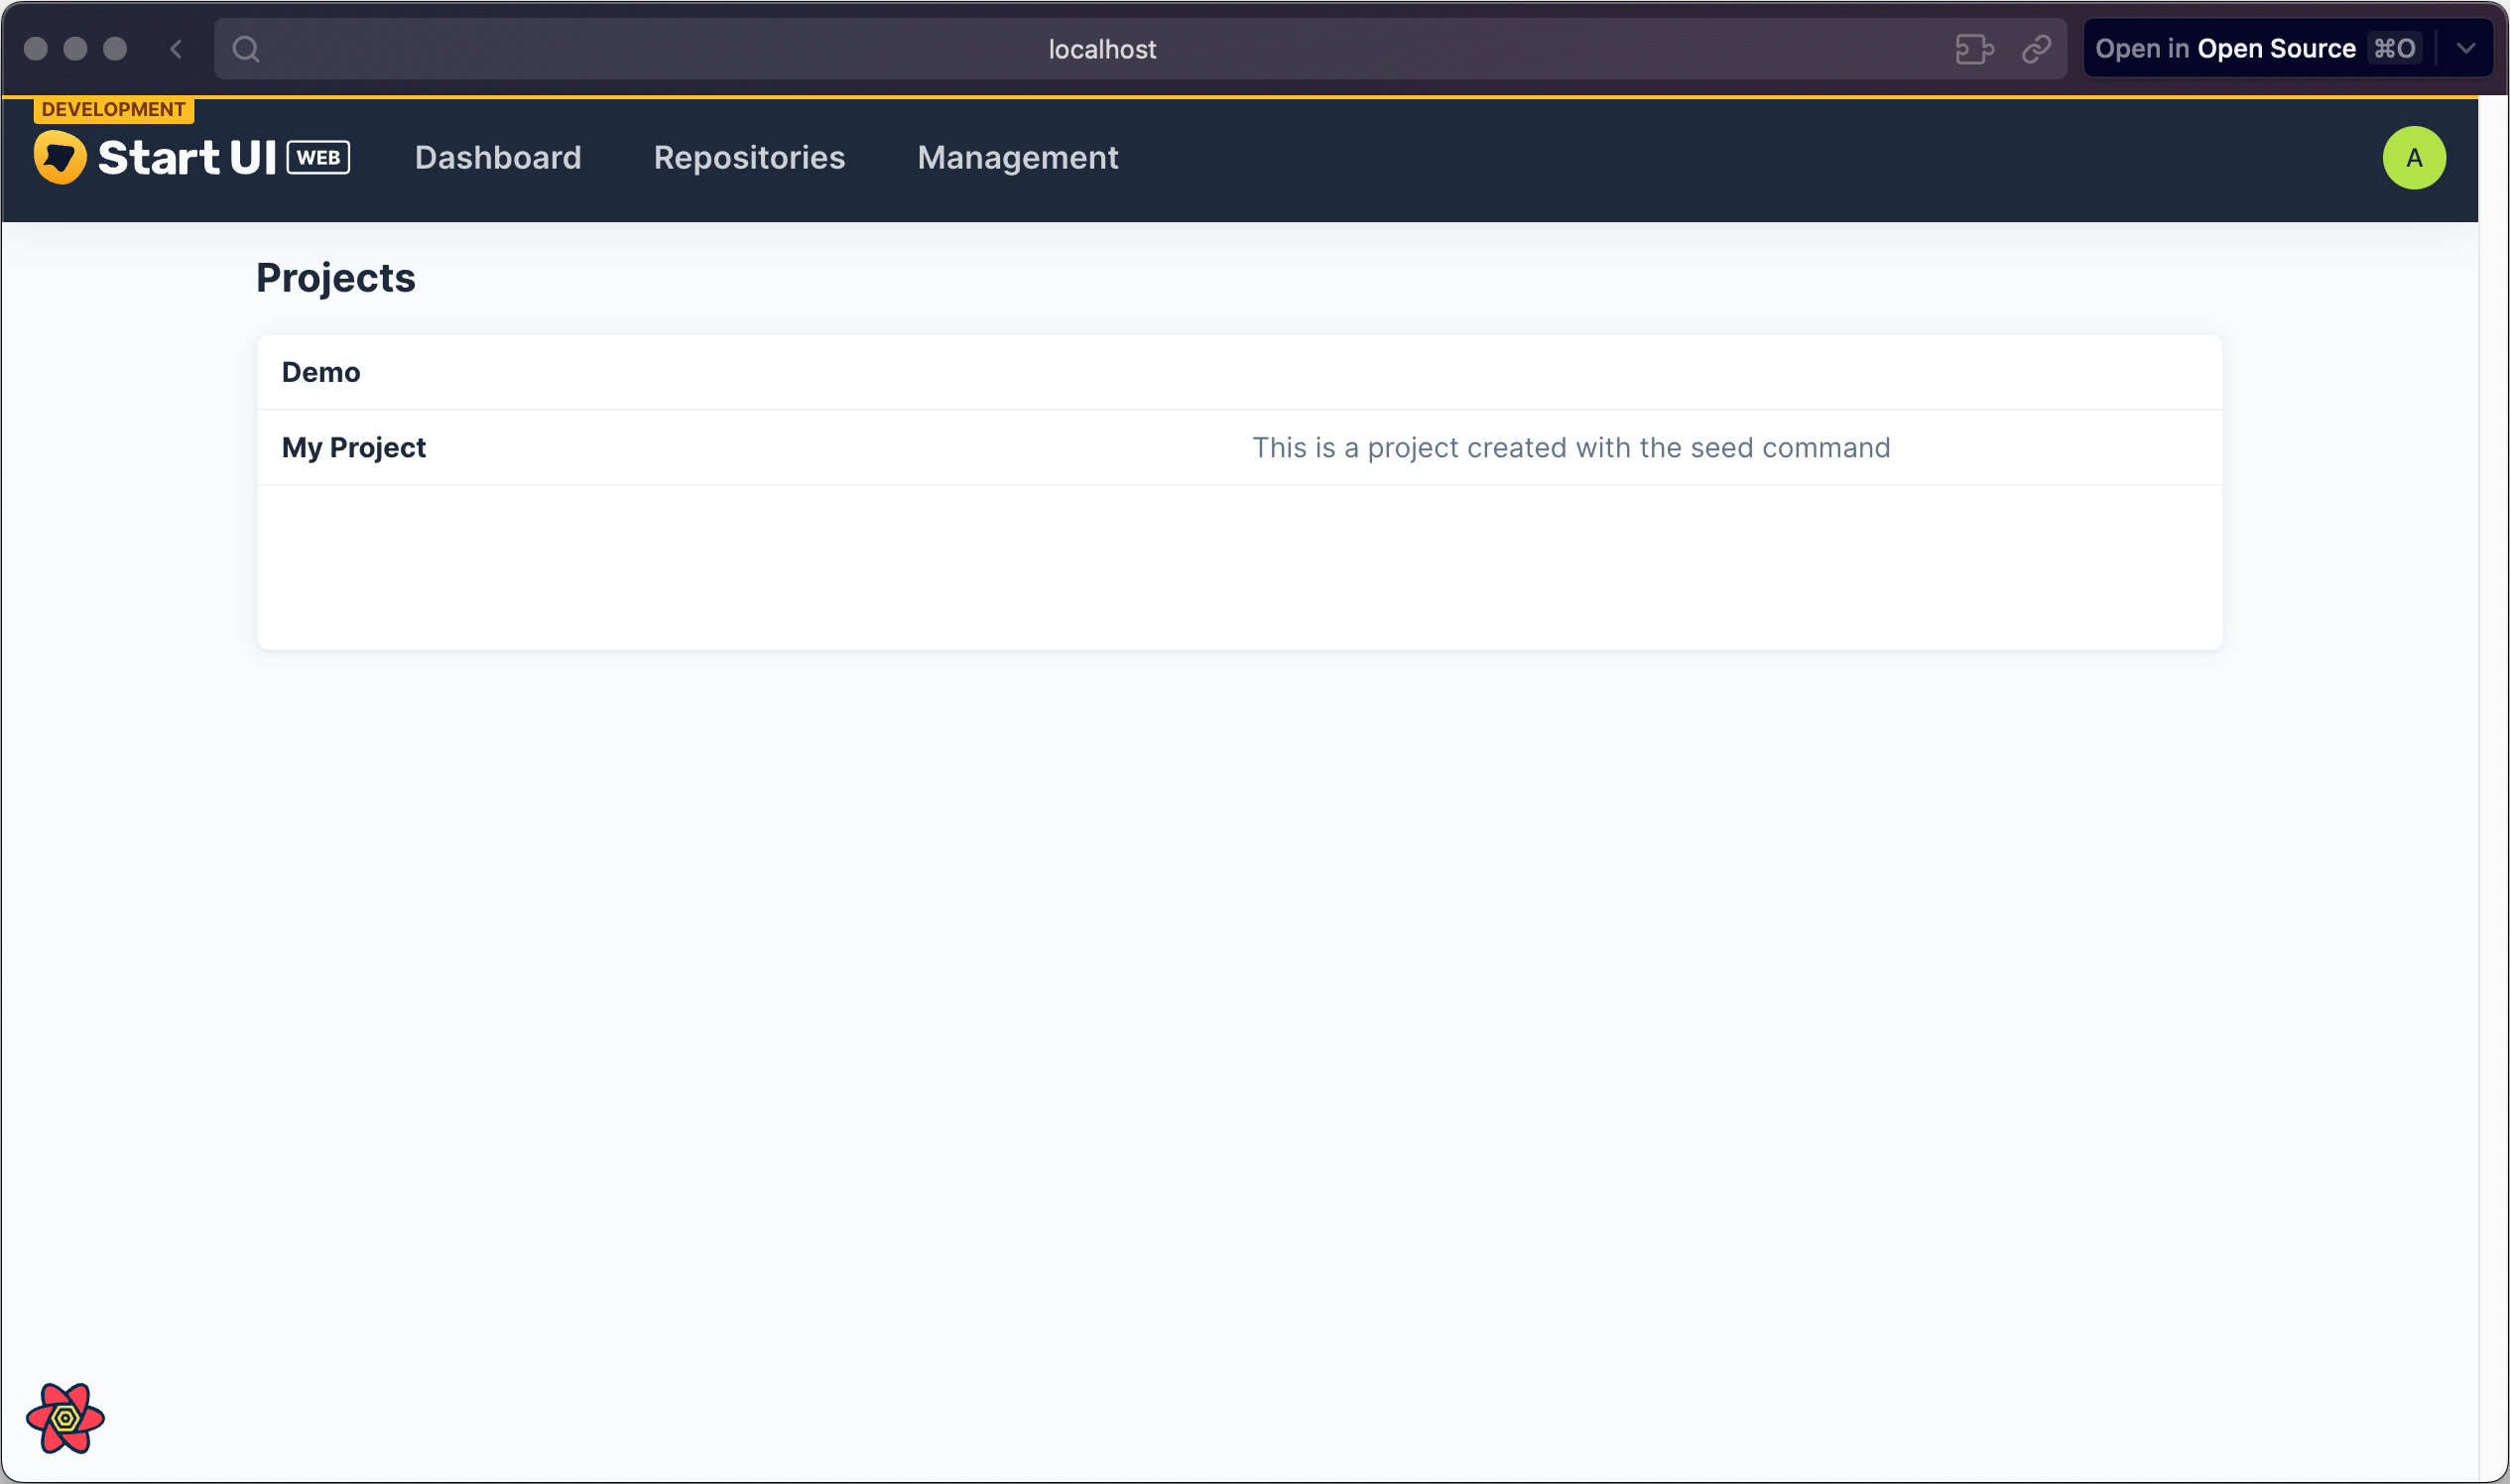 localhost
Open in Open Source ⌘O
DEVELOPMENT
Start UI WEB
Dashboard
Repositories
Management
A
Projects
Demo
My Project
This is a project created with the seed command